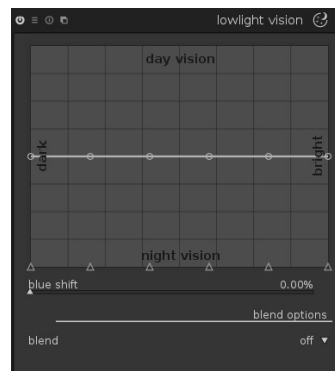 lowlight vision
day vision
dark
bright
night vision
blue shift 0.00%
blend options
blend off